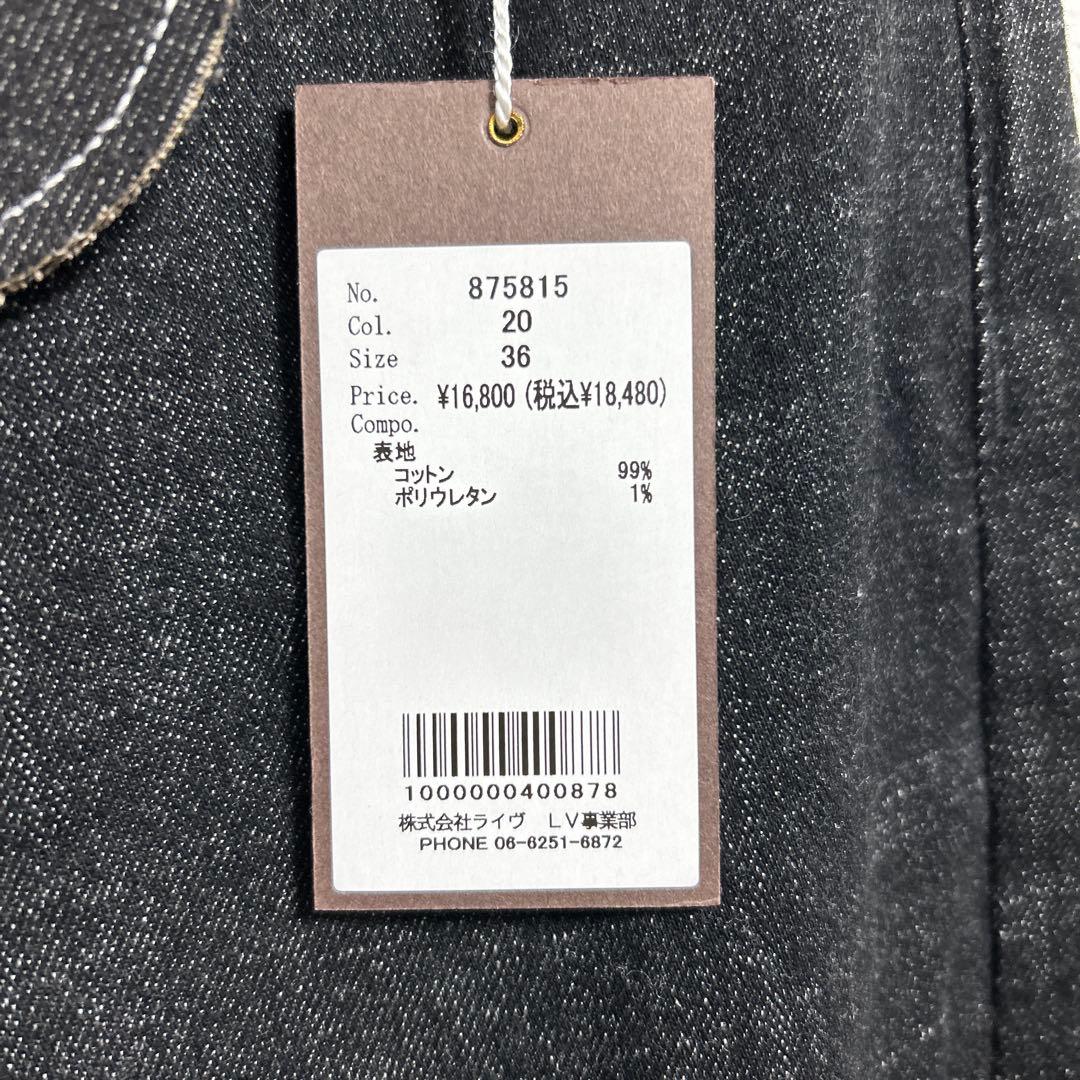 No. 875815
Col. 20
Size 36
Price. ¥16,800 (税込¥18,480)
Compo.
表地
コットン 99%
ポリウレタン 1%
1000000400878
株式会社ライヴ LV事業部
PHONE 06-6251-6872